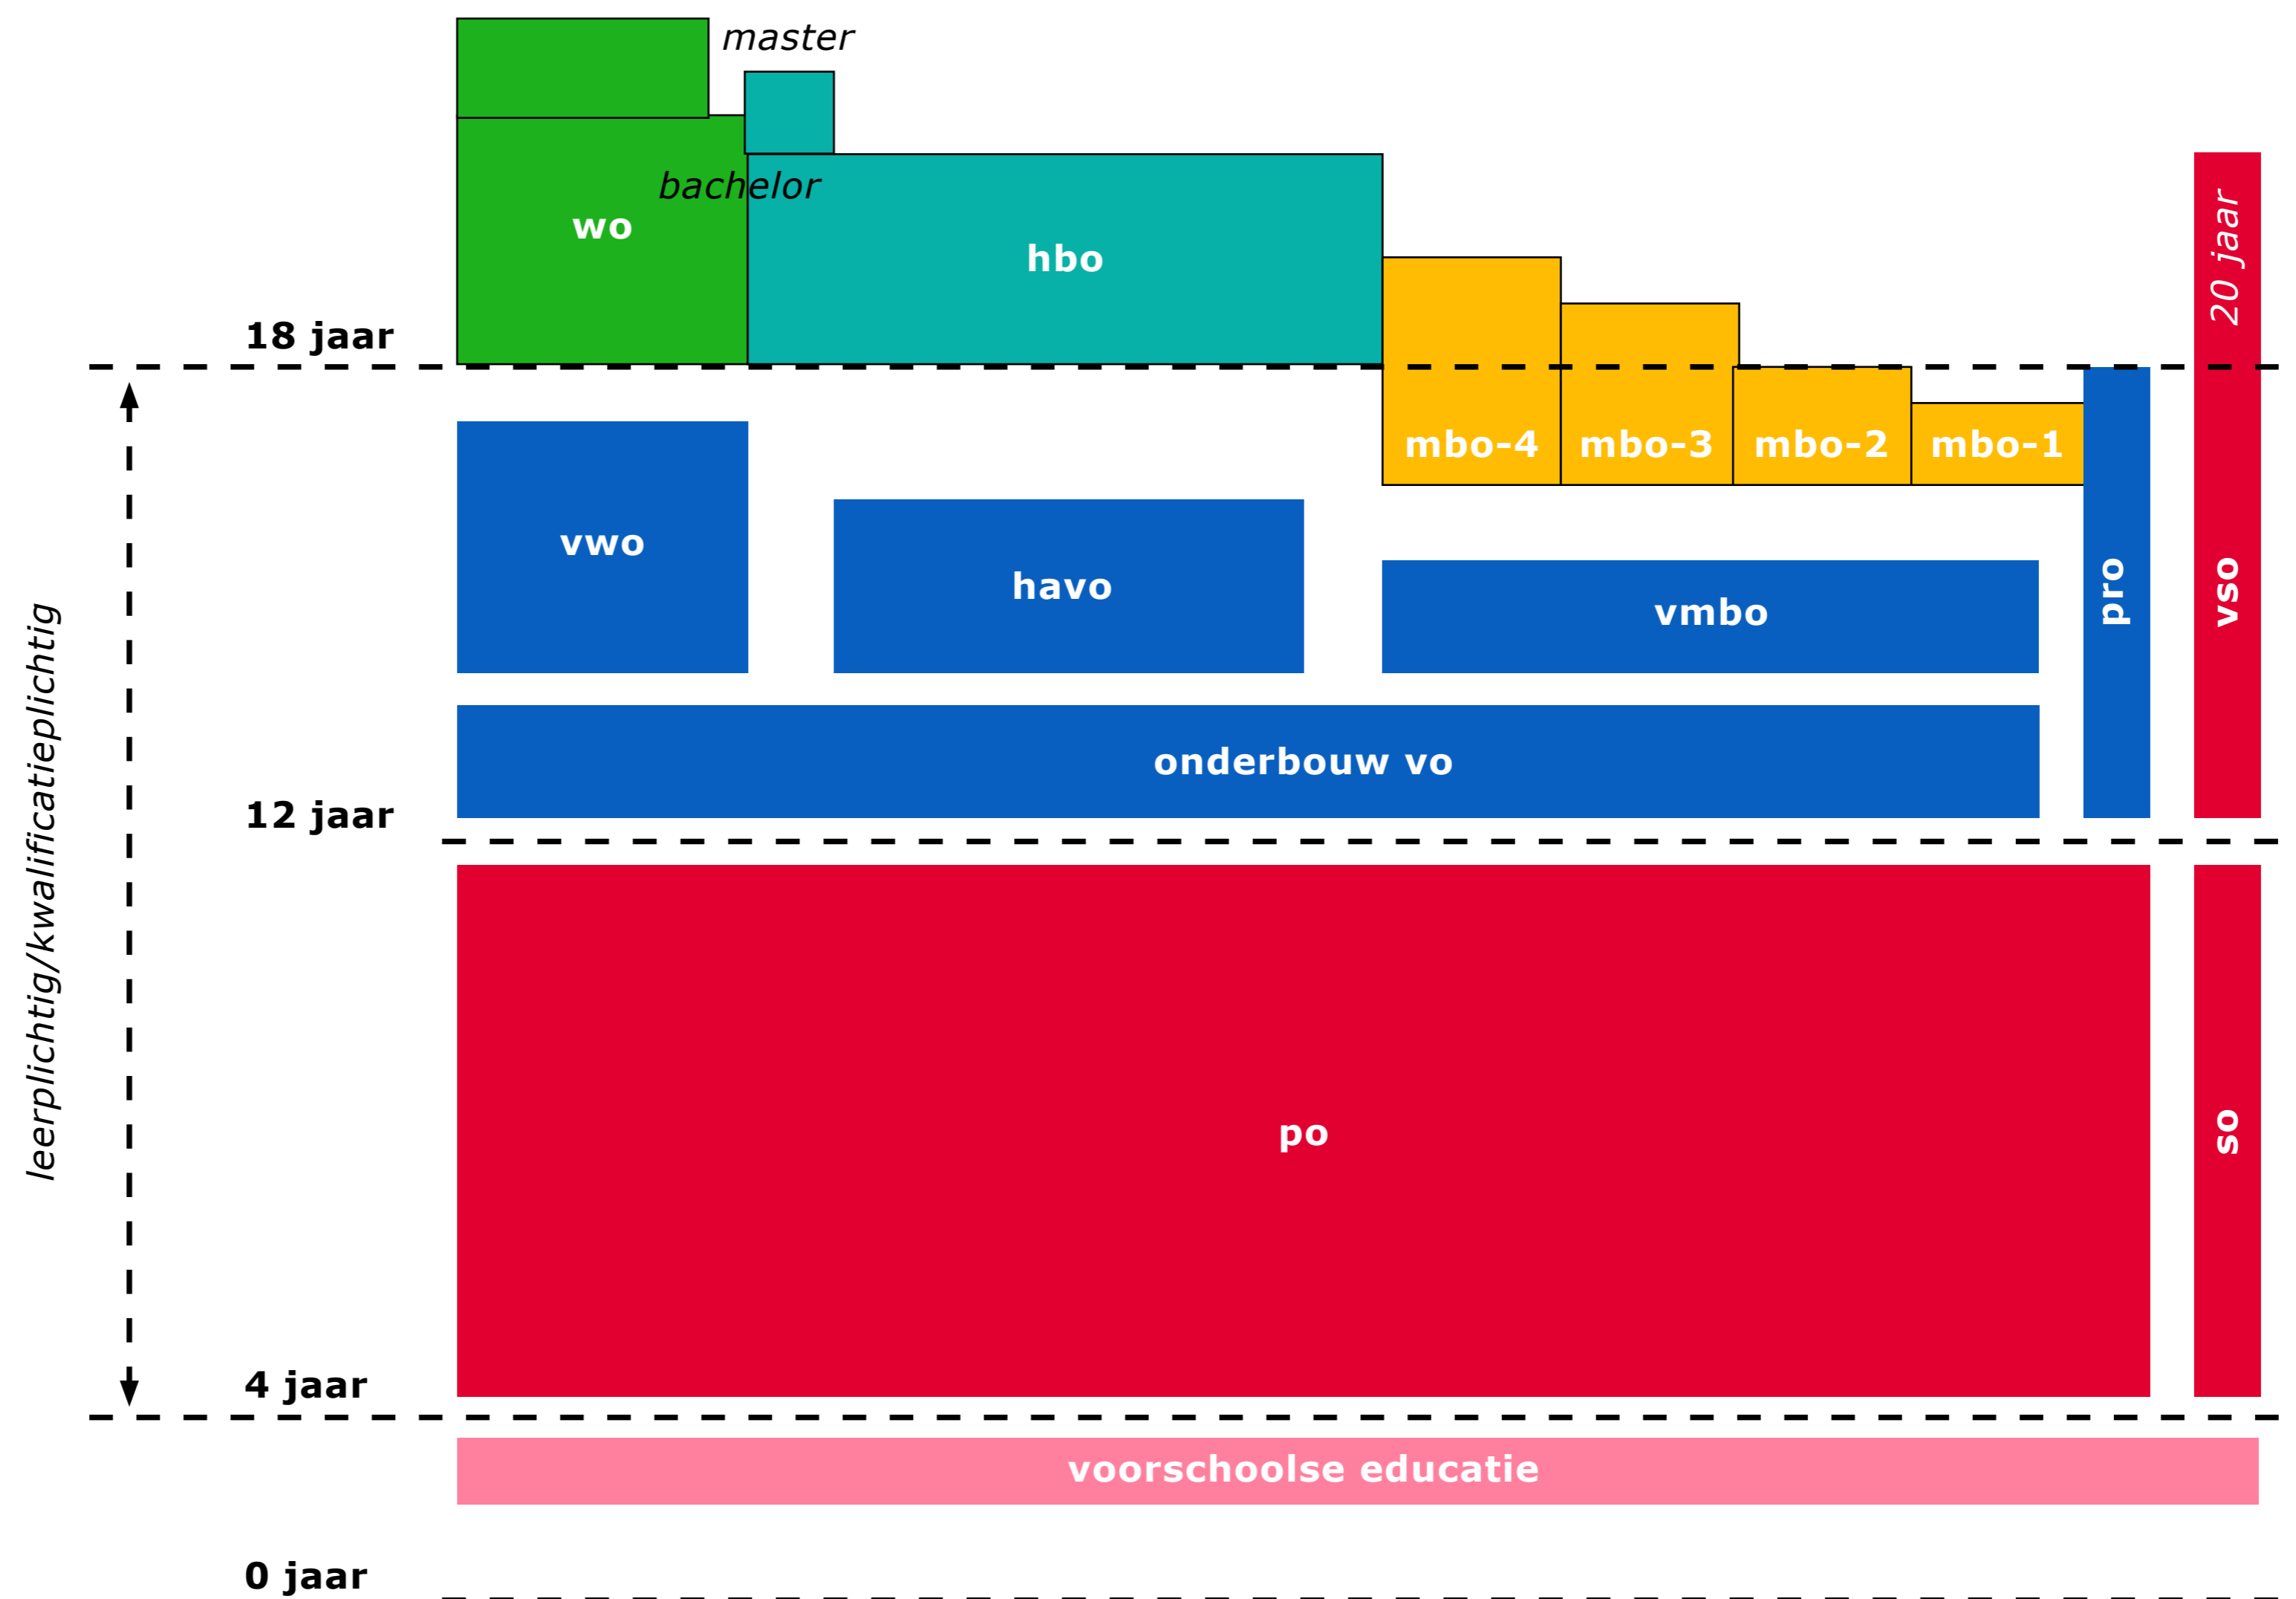 master
bachelor
wo
hbo
20 jaar
18 jaar
mbo-4
mbo-3
mbo-2
mbo-1
vwo
havo
vmbo
pro
vso
leerplichtig/kwalificatieplichtig
onderbouw vo
12 jaar
po
so
4 jaar
voorschoolse educatie
0 jaar